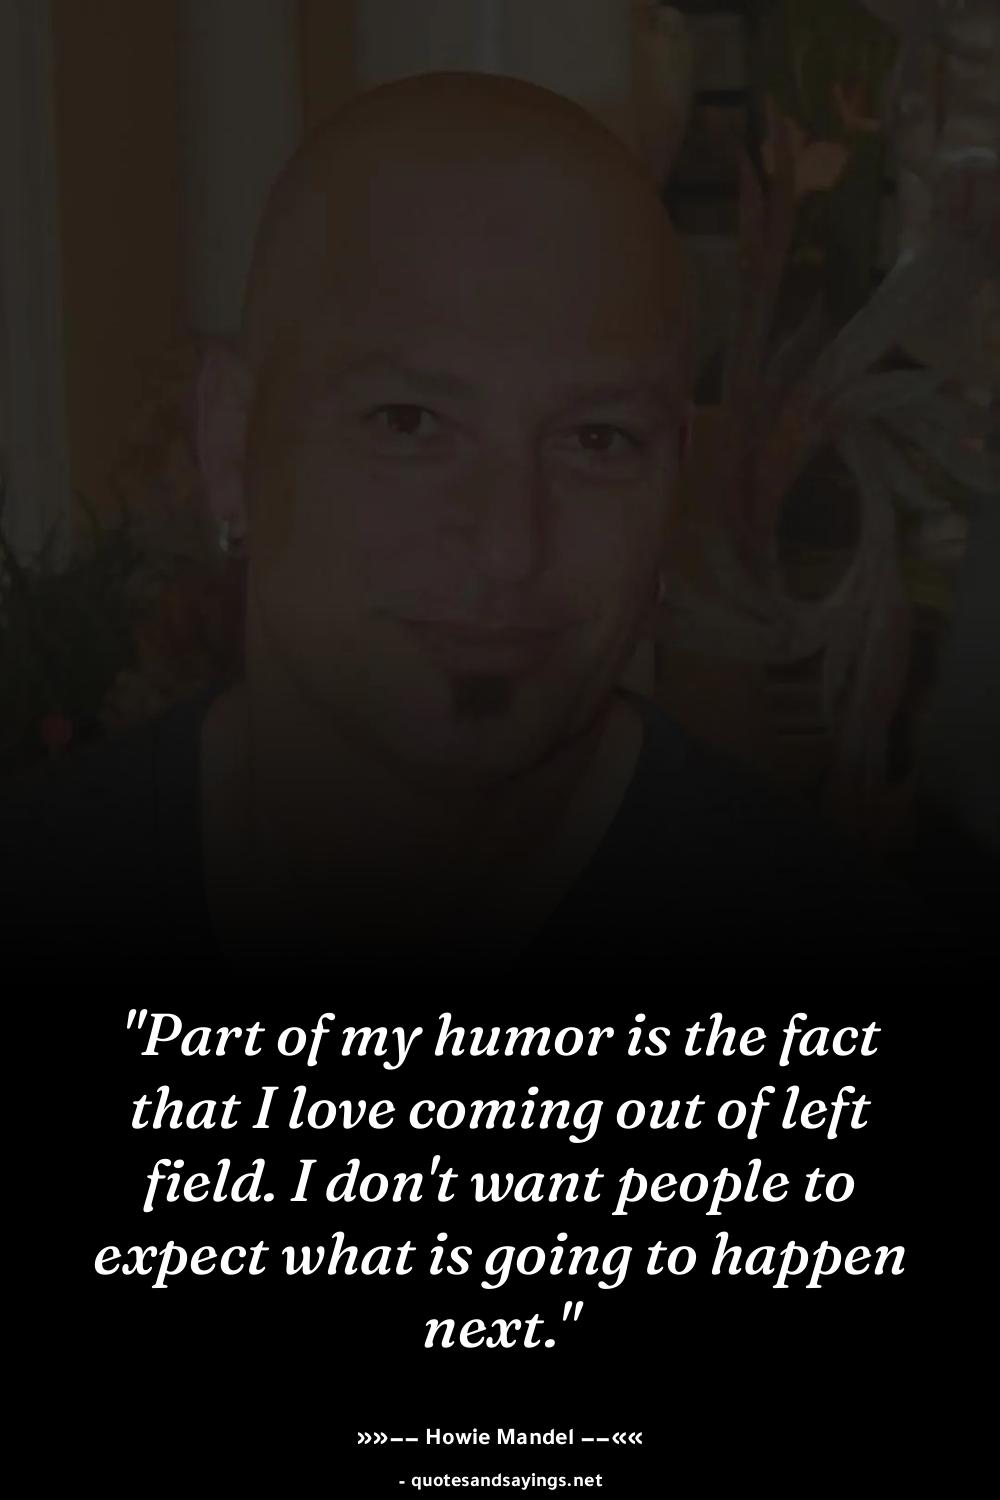 "Part of my humor is the fact
that I love coming out of left
field. I don't want people to
expect what is going to happen
next."
»»–– Howie Mandel ––««
- quotesandsayings.net